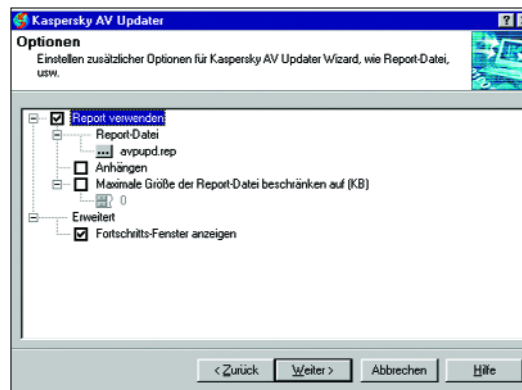 Kaspersky AV Updater
Optionen
Einstellen zusätzlicher Optionen für Kaspersky AV Updater Wizard, wie Report-Datei,
usw.
Report verwenden
Report-Datei
... avpupd.rep
Anhängen
Maximale Größe der Report-Datei beschränken auf (KB)
0
Erweitert
Fortschritts-Fenster anzeigen
< Zurück
Weiter >
Abbrechen
Hilfe